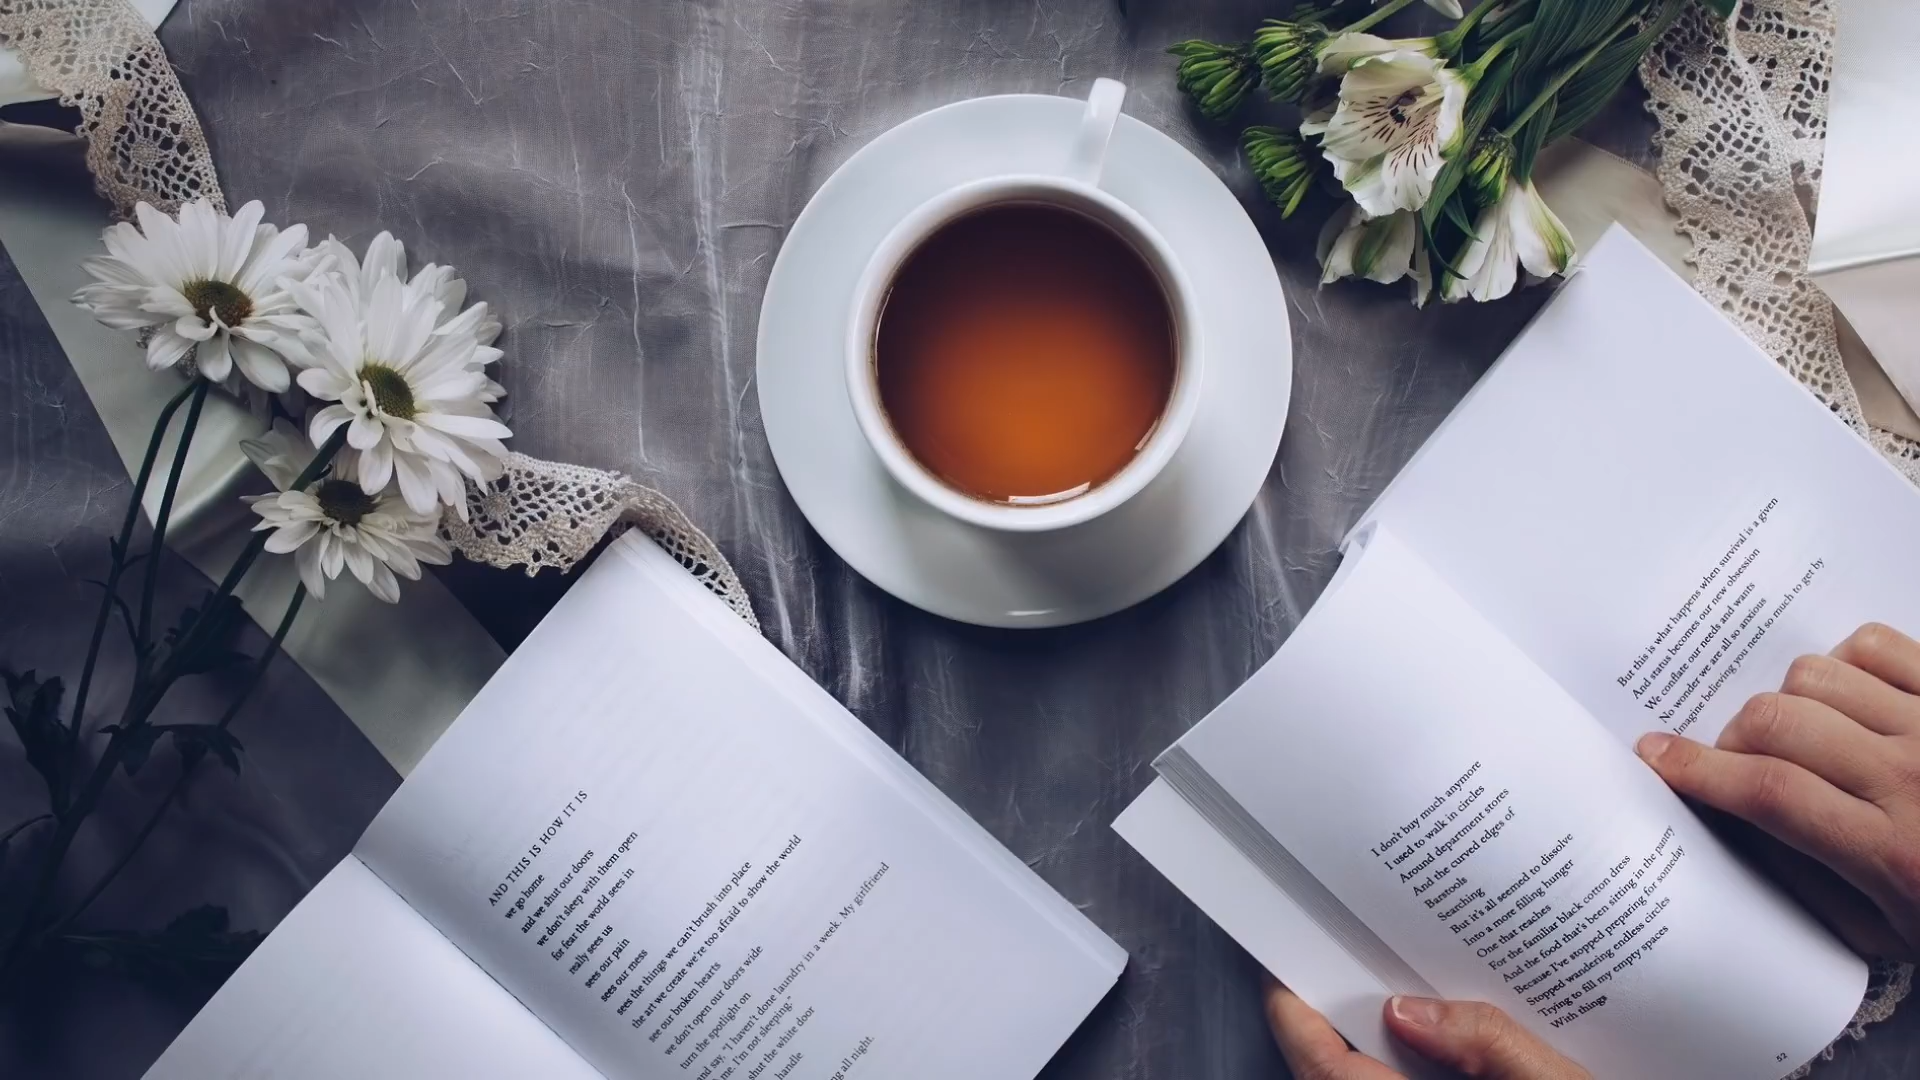 AND THIS IS HOW IT IS
we go home
and we shut our doors
we don't sleep with them open
for fear the world sees in
really sees us
sees our pain
sees our mess
sees the things we can't brush into place
the art we create we're too afraid to show the world
see our broken hearts
we don't open our doors wide
turn the spotlight on
and say, "I haven't done laundry in a week. My girlfriend
me. I'm not sleeping."
shut the white door
handle
ng all night.
I don't buy much anymore
I used to walk in circles
Around department stores
And the curved edges of
Barstools
Searching
But it's all seemed to dissolve
Into a more filling hunger
One that reaches
For the familiar black cotton dress
And the food that's been sitting in the pantry
Because I've stopped preparing for someday
Stopped wandering endless circles
Trying to fill my empty spaces
With things
52
But this is what happens when survival is a given
And status becomes our new obsession
We conflate our needs and wants
No wonder we are all so anxious
Imagine believing you need so much to get by